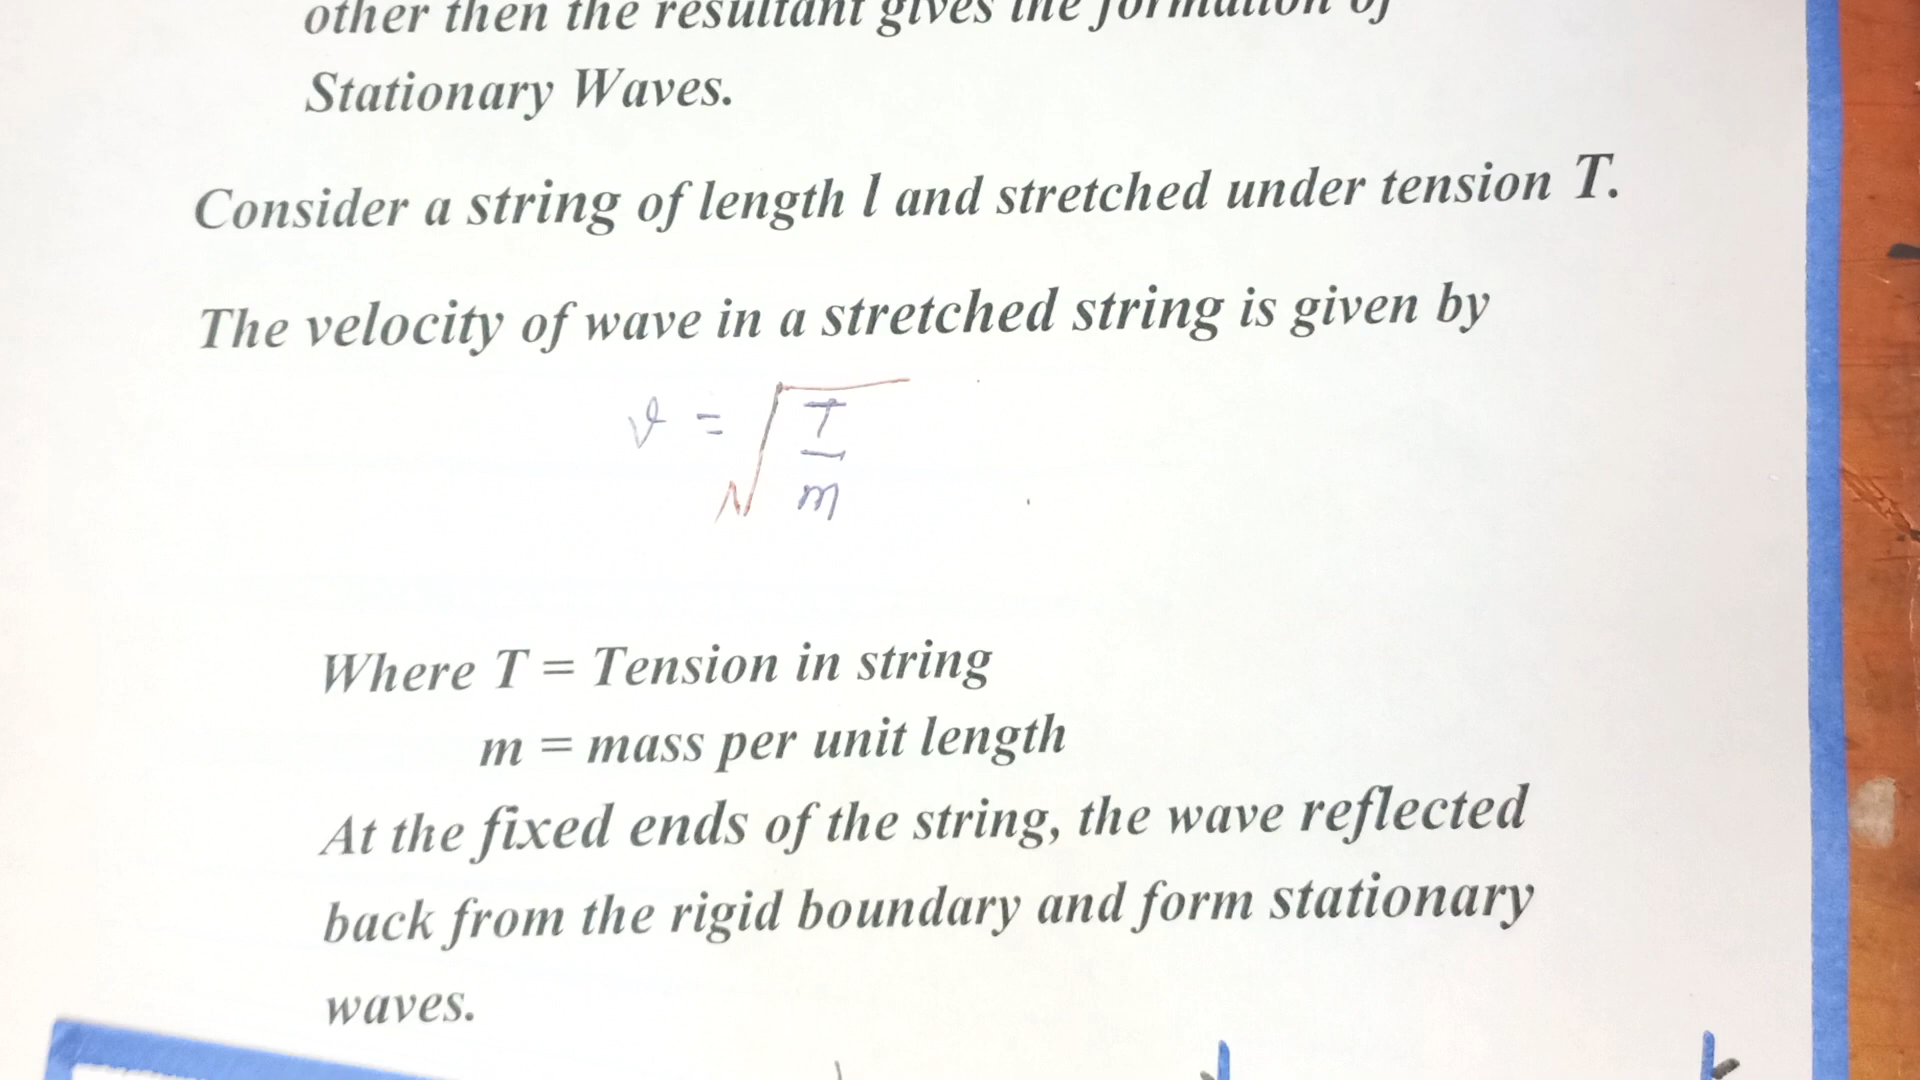 other then the resultant gives the formation of
Stationary Waves.
Consider a string of length l and stretched under tension T.
The velocity of wave in a stretched string is given by
v = √(T/m)
Where T = Tension in string
m = mass per unit length
At the fixed ends of the string, the wave reflected
back from the rigid boundary and form stationary
waves.